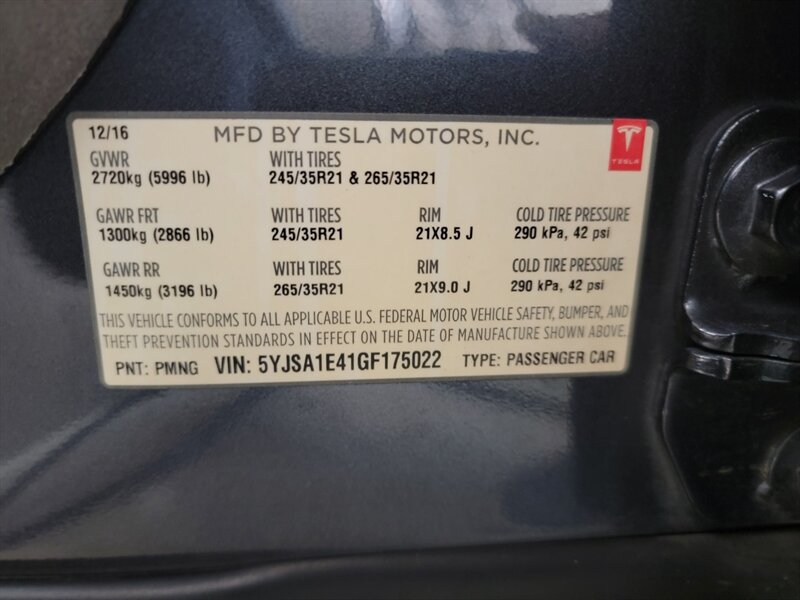 12/16 MFD BY TESLA MOTORS, INC.
TESLA
GVWR WITH TIRES
2720kg (5996 lb) 245/35R21 & 265/35R21
GAWR FRT WITH TIRES RIM COLD TIRE PRESSURE
1300kg (2866 lb) 245/35R21 21X8.5 J 290 kPa, 42 psi
GAWR RR WITH TIRES RIM COLD TIRE PRESSURE
1450kg (3196 lb) 265/35R21 21X9.0 J 290 kPa, 42 psi
THIS VEHICLE CONFORMS TO ALL APPLICABLE U.S. FEDERAL MOTOR VEHICLE SAFETY, BUMPER, AND
THEFT PREVENTION STANDARDS IN EFFECT ON THE DATE OF MANUFACTURE SHOWN ABOVE.
PNT: PMNG VIN: 5YJSA1E41GF175022 TYPE: PASSENGER CAR